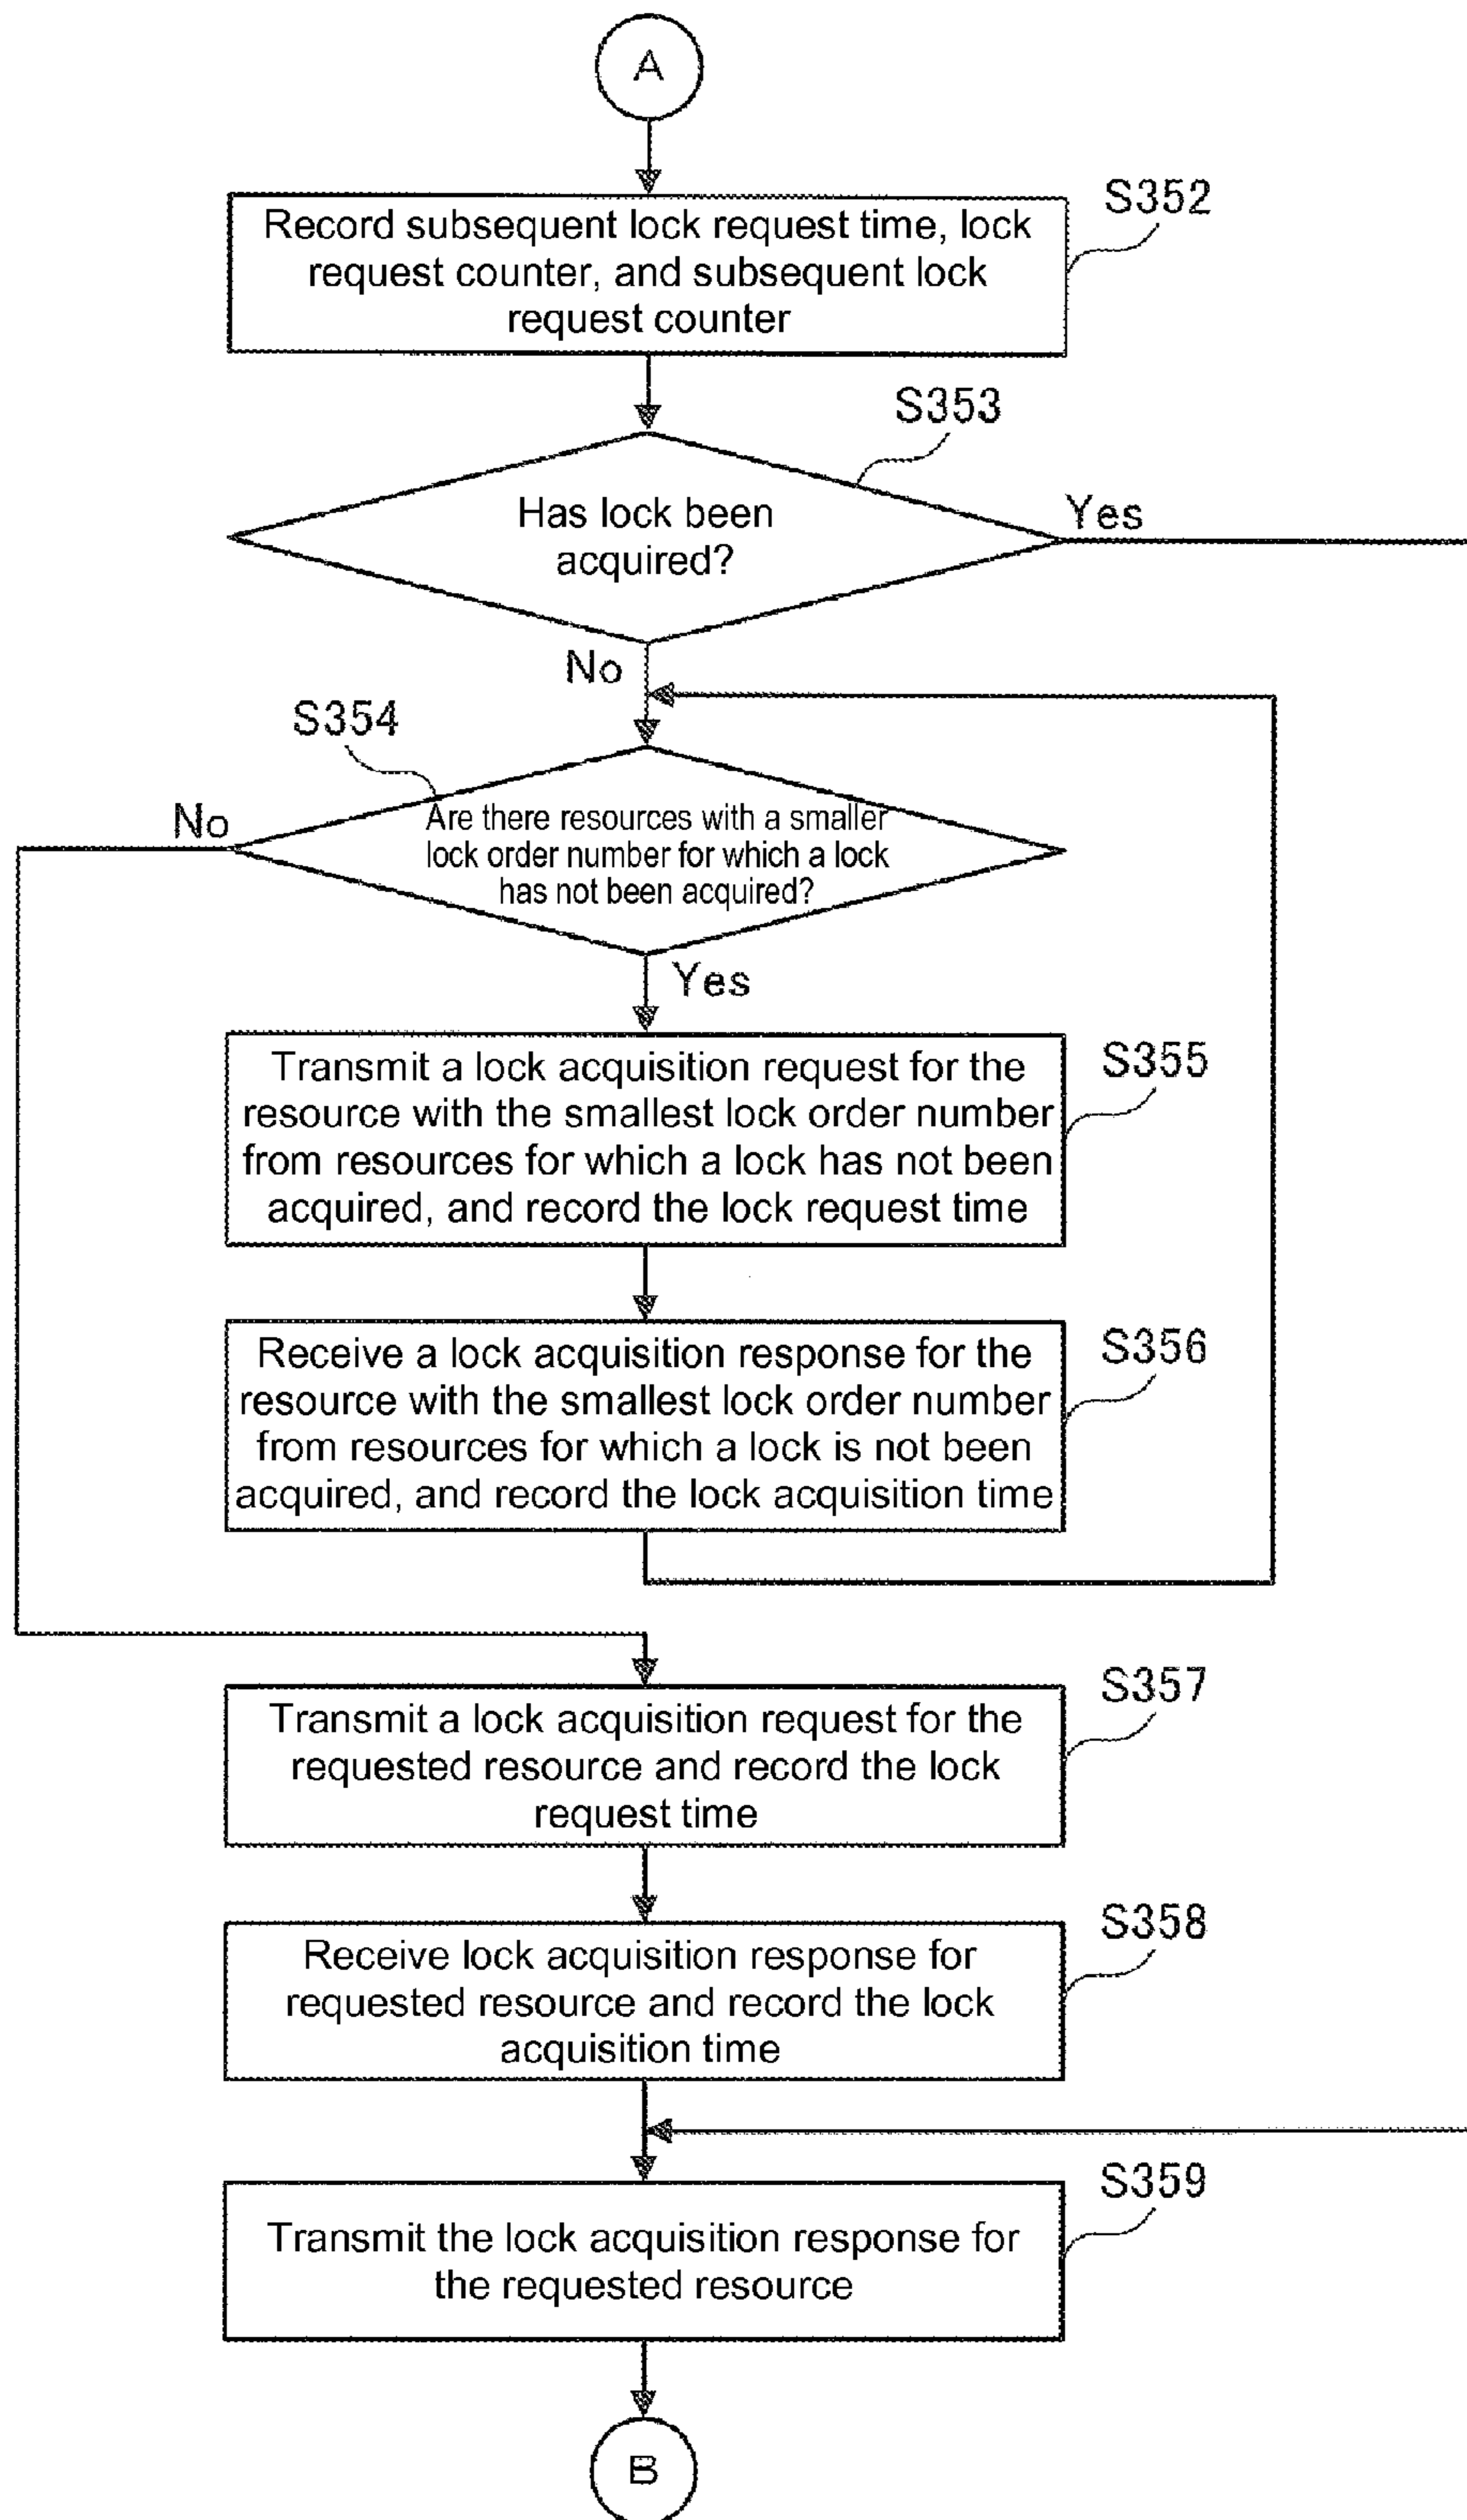 A
S352
Record subsequent lock request time, lock
request counter, and subsequent lock
request counter
S353
Has lock been
acquired?
Yes
No
S354
No
Are there resources with a smaller
lock order number for which a lock
has not been acquired?
Yes
S355
Transmit a lock acquisition request for the
resource with the smallest lock order number
from resources for which a lock has not been
acquired, and record the lock request time
S356
Receive a lock acquisition response for the
resource with the smallest lock order number
from resources for which a lock is not been
acquired, and record the lock acquisition time
S357
Transmit a lock acquisition request for the
requested resource and record the lock
request time
S358
Receive lock acquisition response for
requested resource and record the lock
acquisition time
S359
Transmit the lock acquisition response for
the requested resource
B